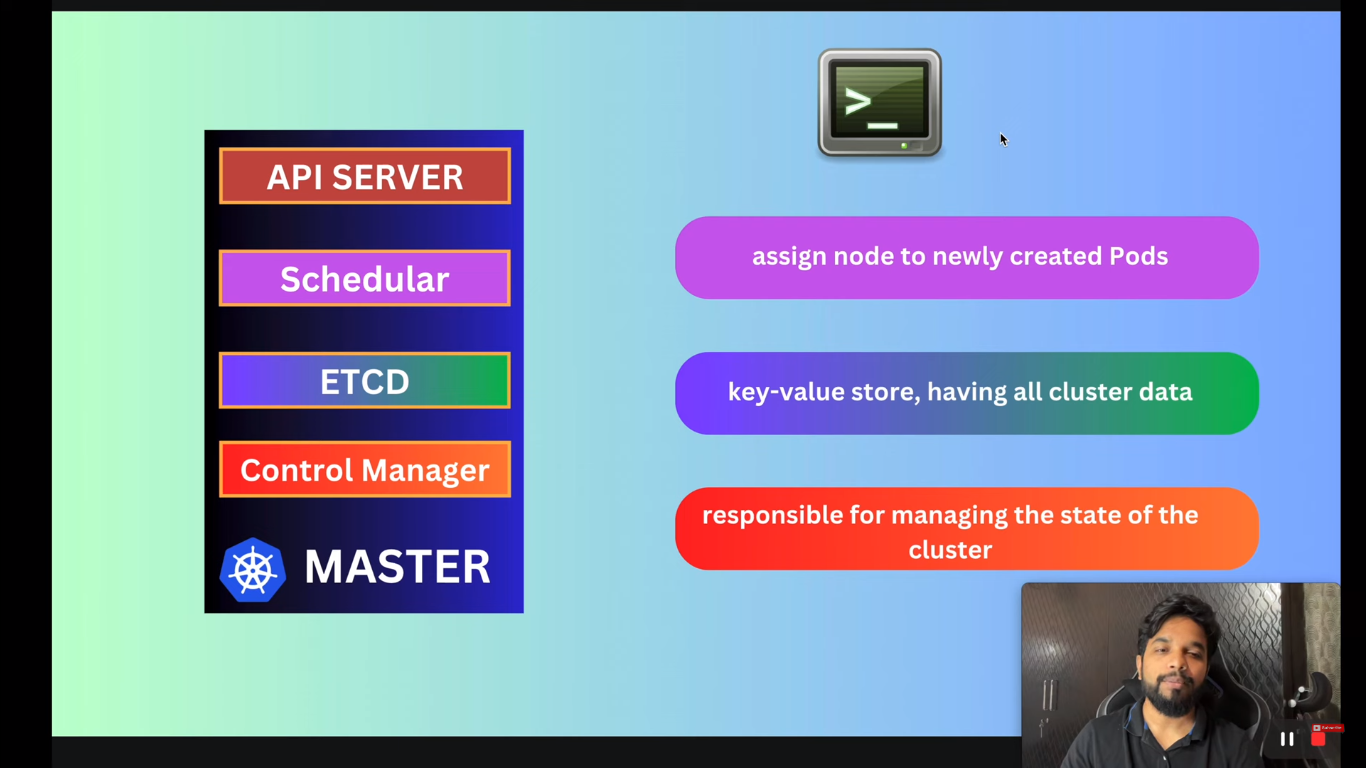 >_
API SERVER
Schedular
ETCD
Control Manager
MASTER
assign node to newly created Pods
key-value store, having all cluster data
responsible for managing the state of the
cluster